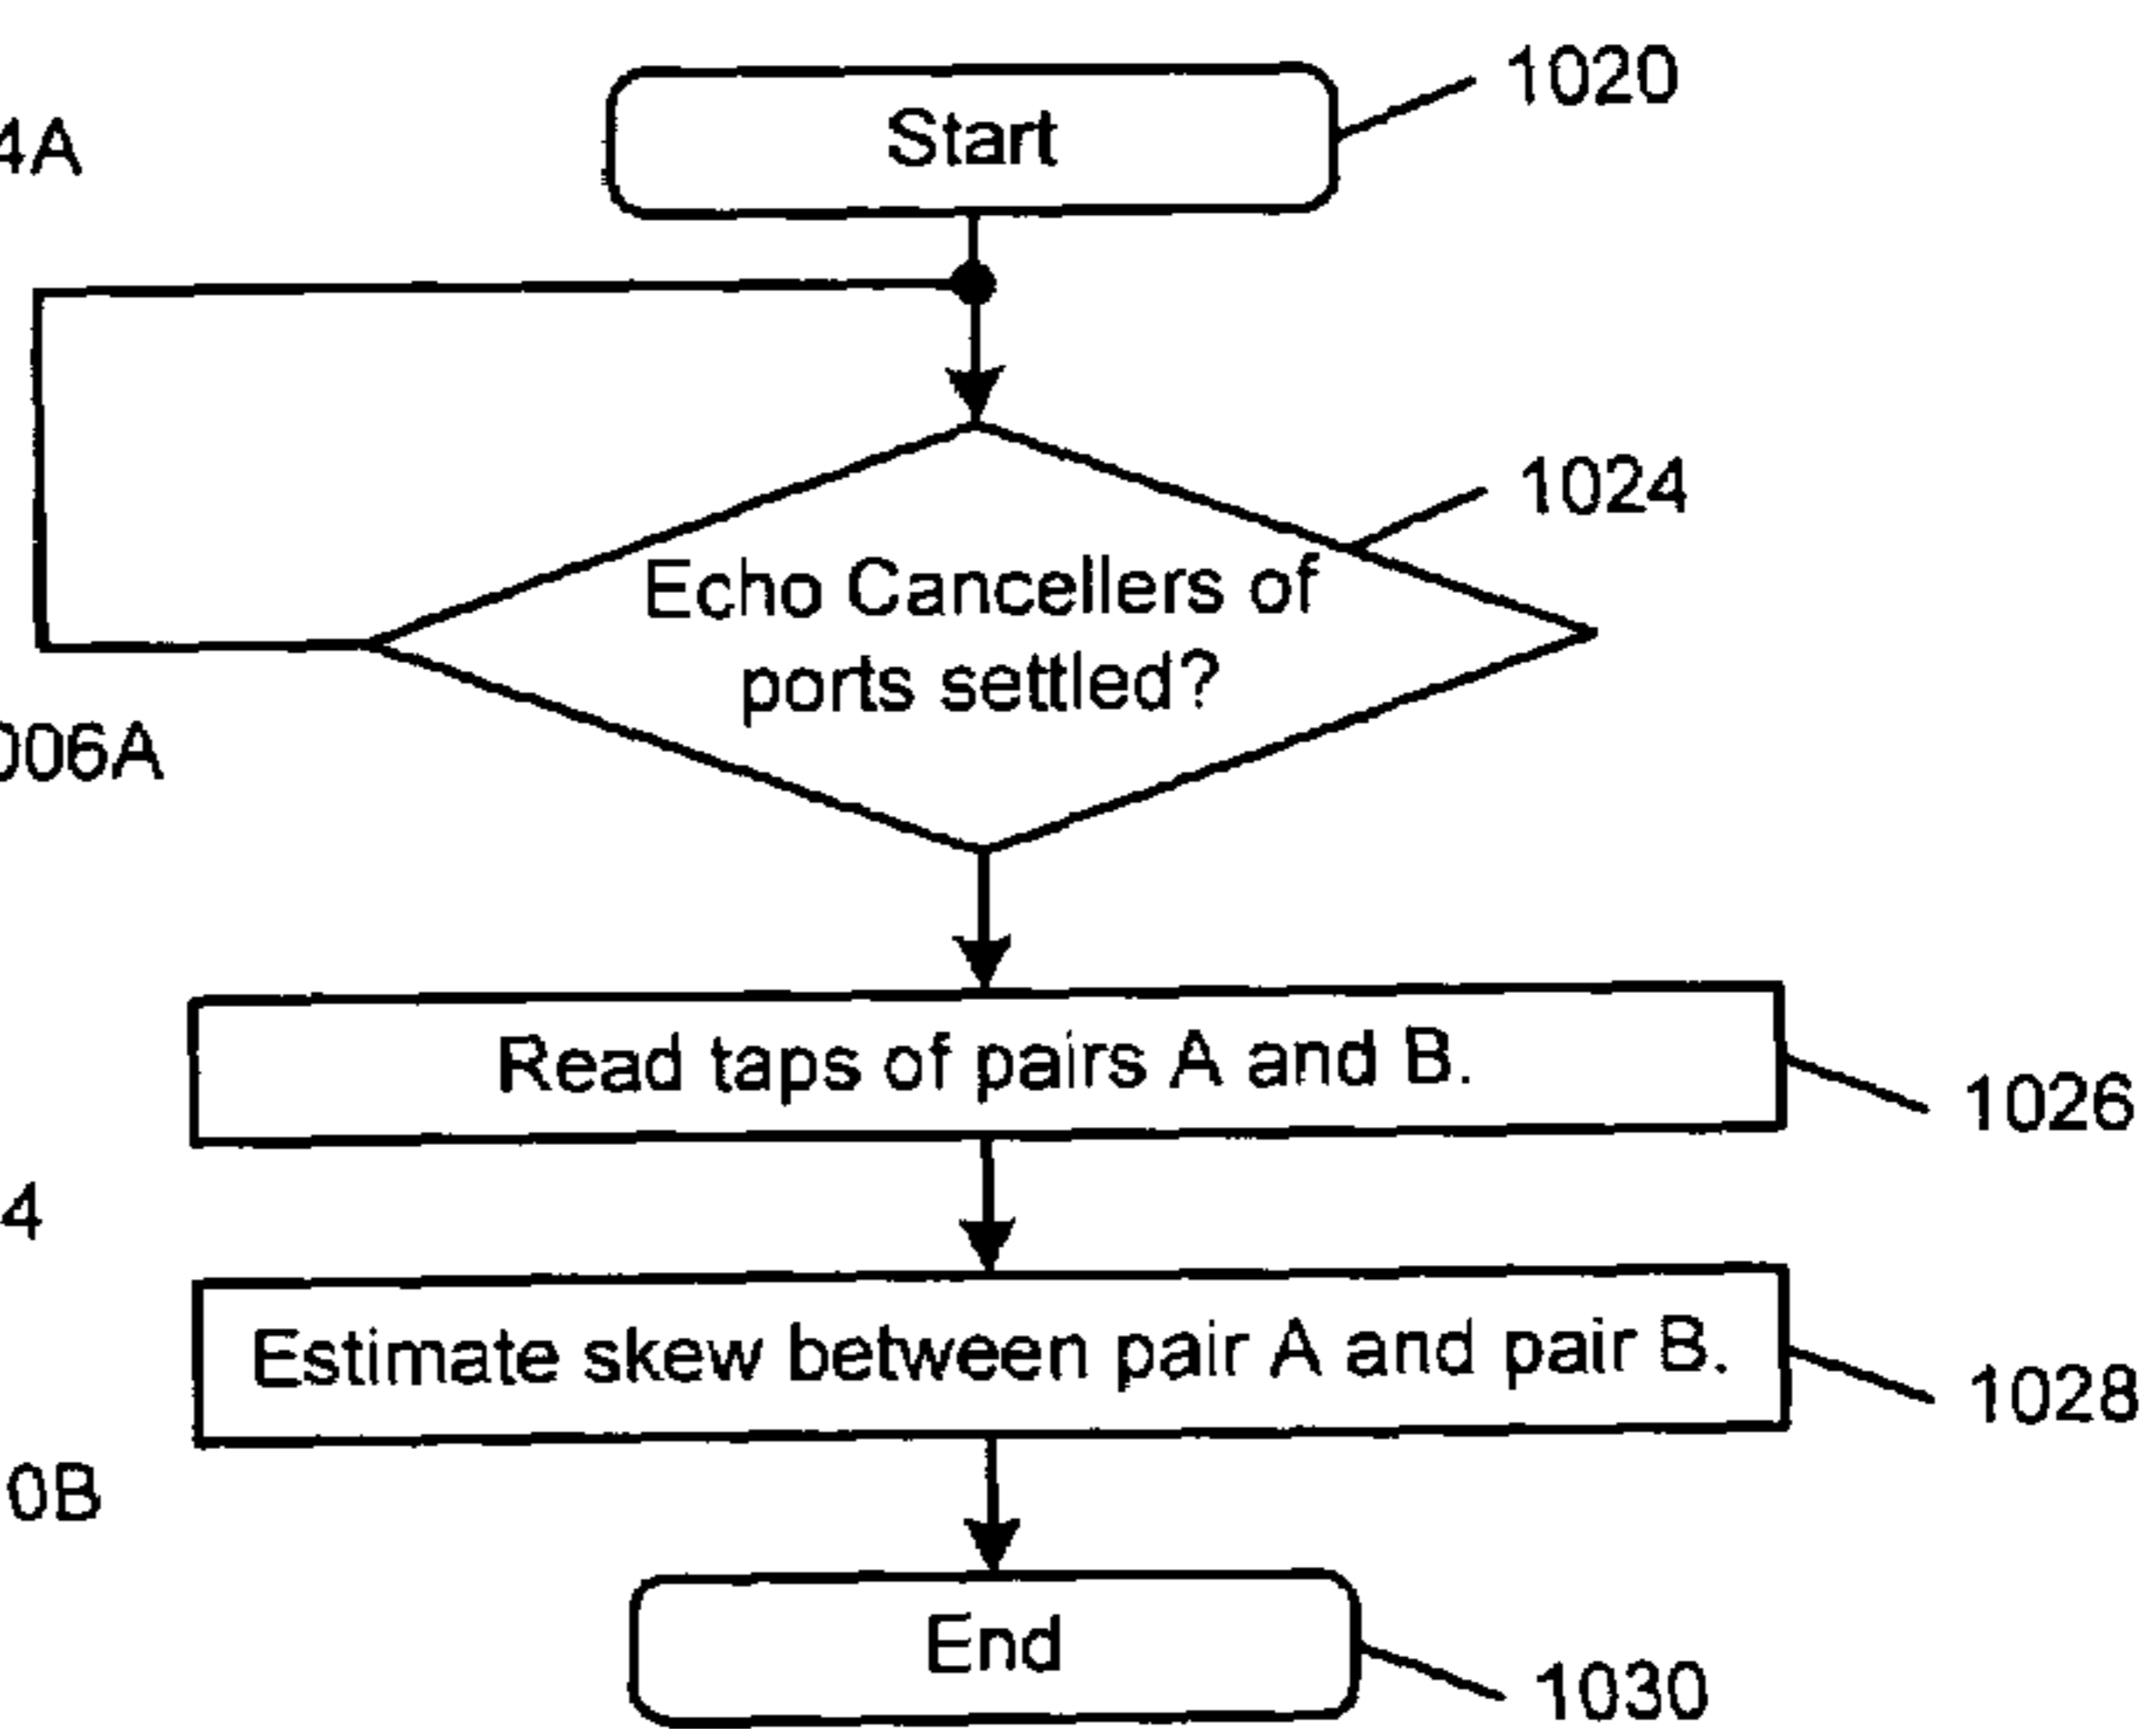 1020
Start
4A
1024
Echo Cancellers of
ports settled?
006A
Read taps of pairs A and B.
1026
4
Estimate skew between pair A and pair B.
1028
0B
End
1030